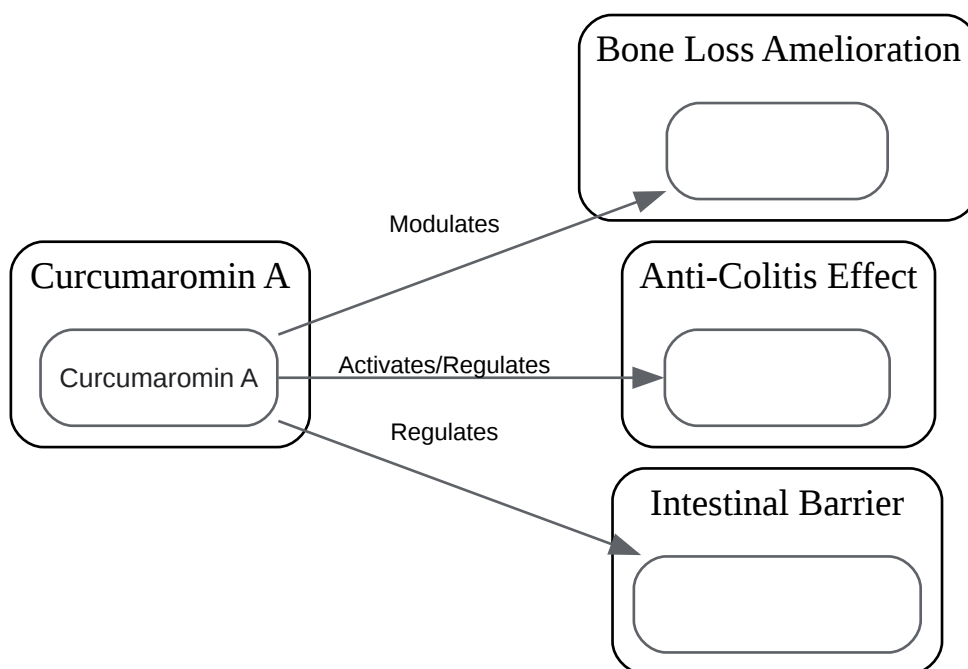 Bone Loss Amelioration
Modulates
Curcumaromin A
Anti-Colitis Effect
Curcumaromin A
Activates/Regulates
Regulates
Intestinal Barrier